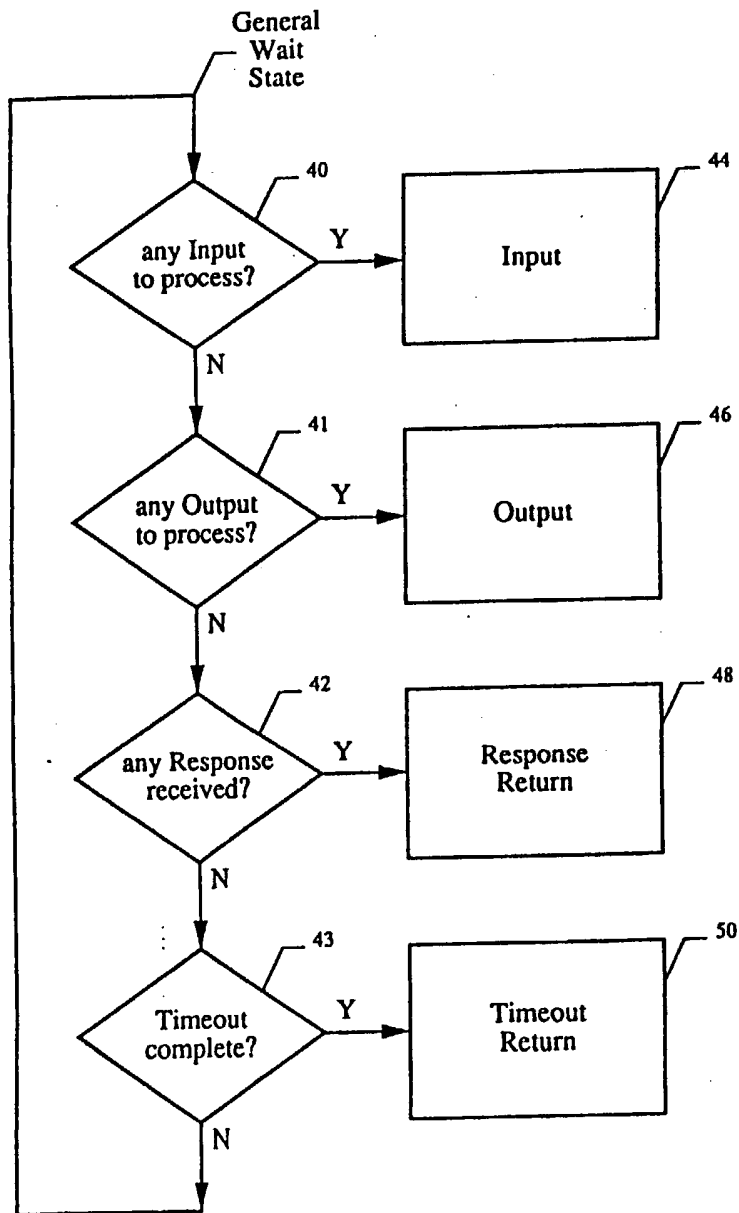 General
Wait
State
40
44
any Input
to process?
Y
Input
N
41
46
any Output
to process?
Y
Output
N
42
48
any Response
received?
Y
Response
Return
N
43
50
Timeout
complete?
Y
Timeout
Return
N